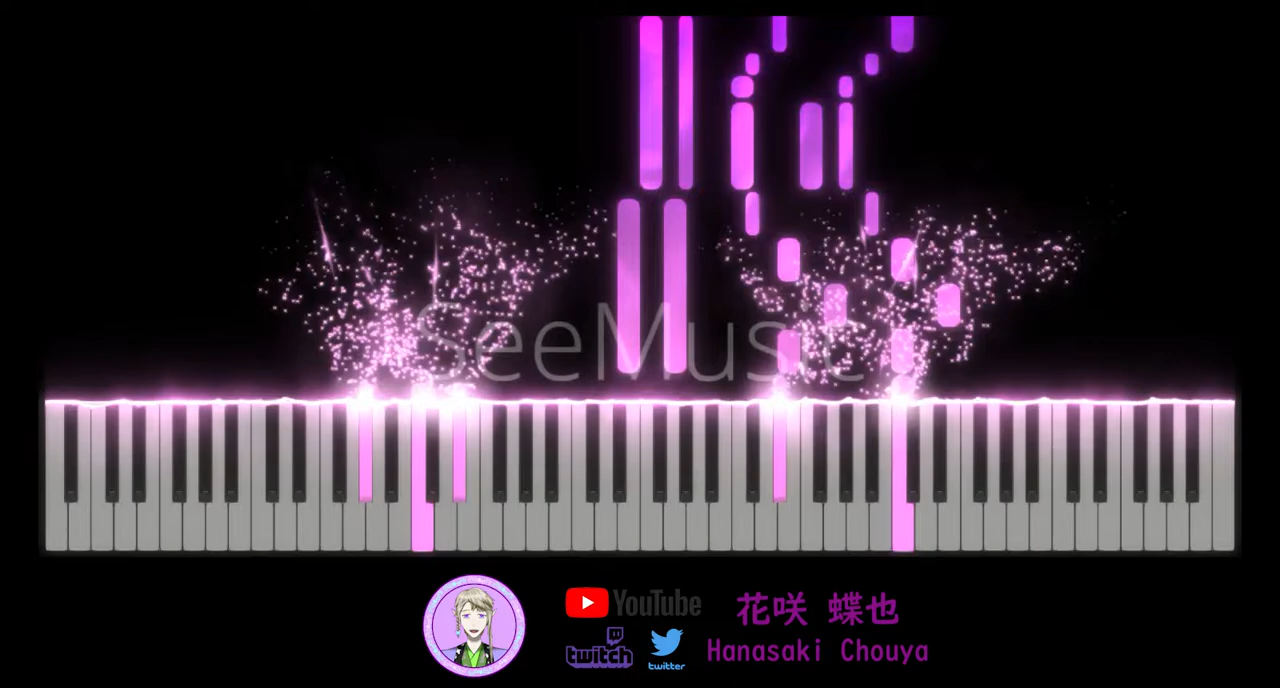 SeeMusic
YouTube
花咲 蝶也
twitch
twitter
Hanasaki Chouya